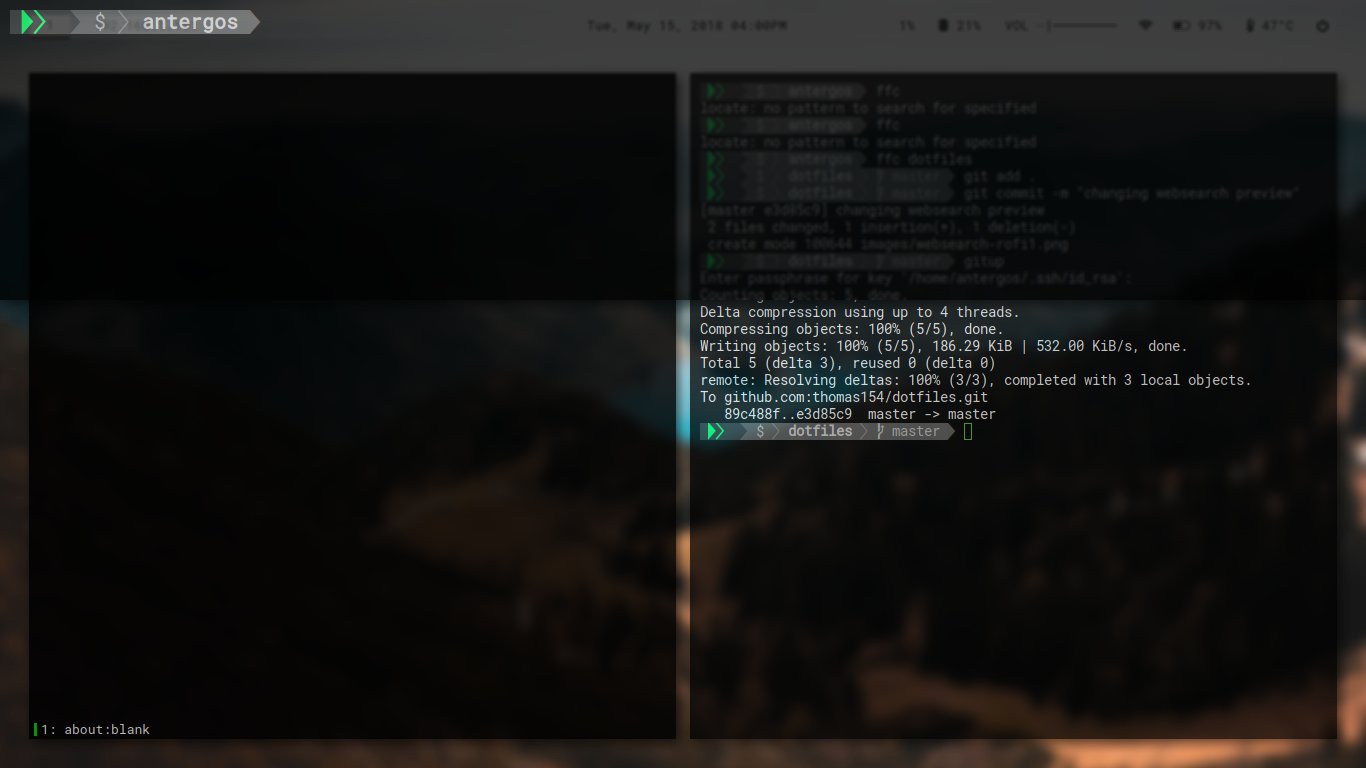 $ antergos
Tue, May 15, 2018 04:00PM 1% 21% VOL 97% 47°C
$ antergos ffc
locate: no pattern to search for specified
$ antergos ffc
locate: no pattern to search for specified
$ antergos ffc dotfiles
$ dotfiles master git add .
$ dotfiles master git commit -m "changing websearch preview"
[master e3d85c9] changing websearch preview
2 files changed, 1 insertion(+), 1 deletion(-)
create mode 100644 images/websearch-rofi1.png
$ dotfiles master gitup
Enter passphrase for key '/home/antergos/.ssh/id_rsa':
Counting objects: 5, done.
Delta compression using up to 4 threads.
Compressing objects: 100% (5/5), done.
Writing objects: 100% (5/5), 186.29 KiB | 532.00 KiB/s, done.
Total 5 (delta 3), reused 0 (delta 0)
remote: Resolving deltas: 100% (3/3), completed with 3 local objects.
To github.com:thomas154/dotfiles.git
89c488f..e3d85c9 master -> master
$ dotfiles master
1: about:blank